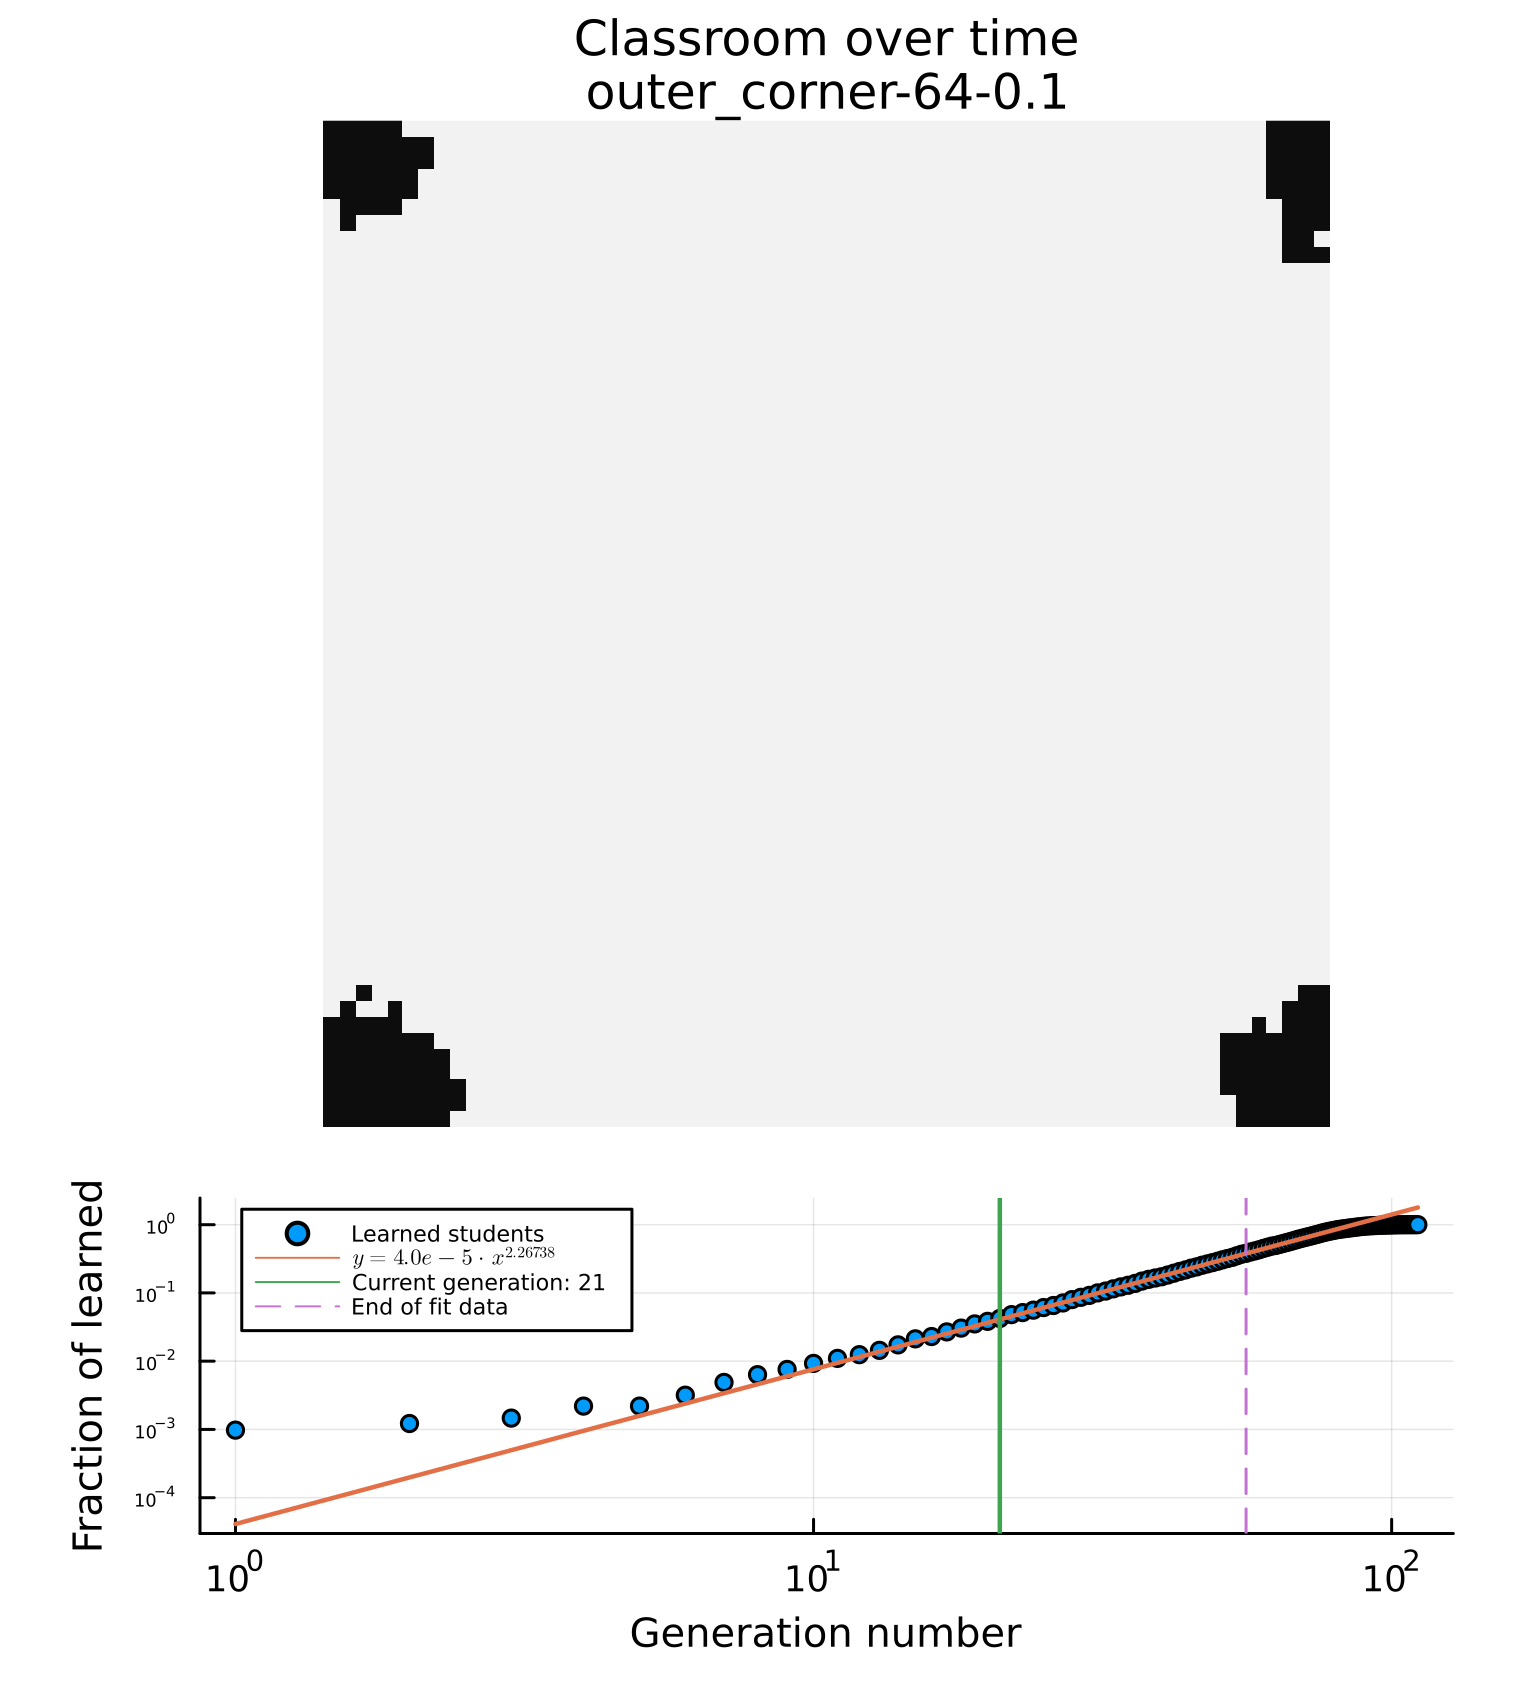 Classroom over time
outer_corner-64-0.1
Fraction of learned
10^0
10^-1
10^-2
10^-3
10^-4
Learned students
y = 4.0e − 5 · x^2.26738
Current generation: 21
End of fit data
10^0 10^1 10^2
Generation number